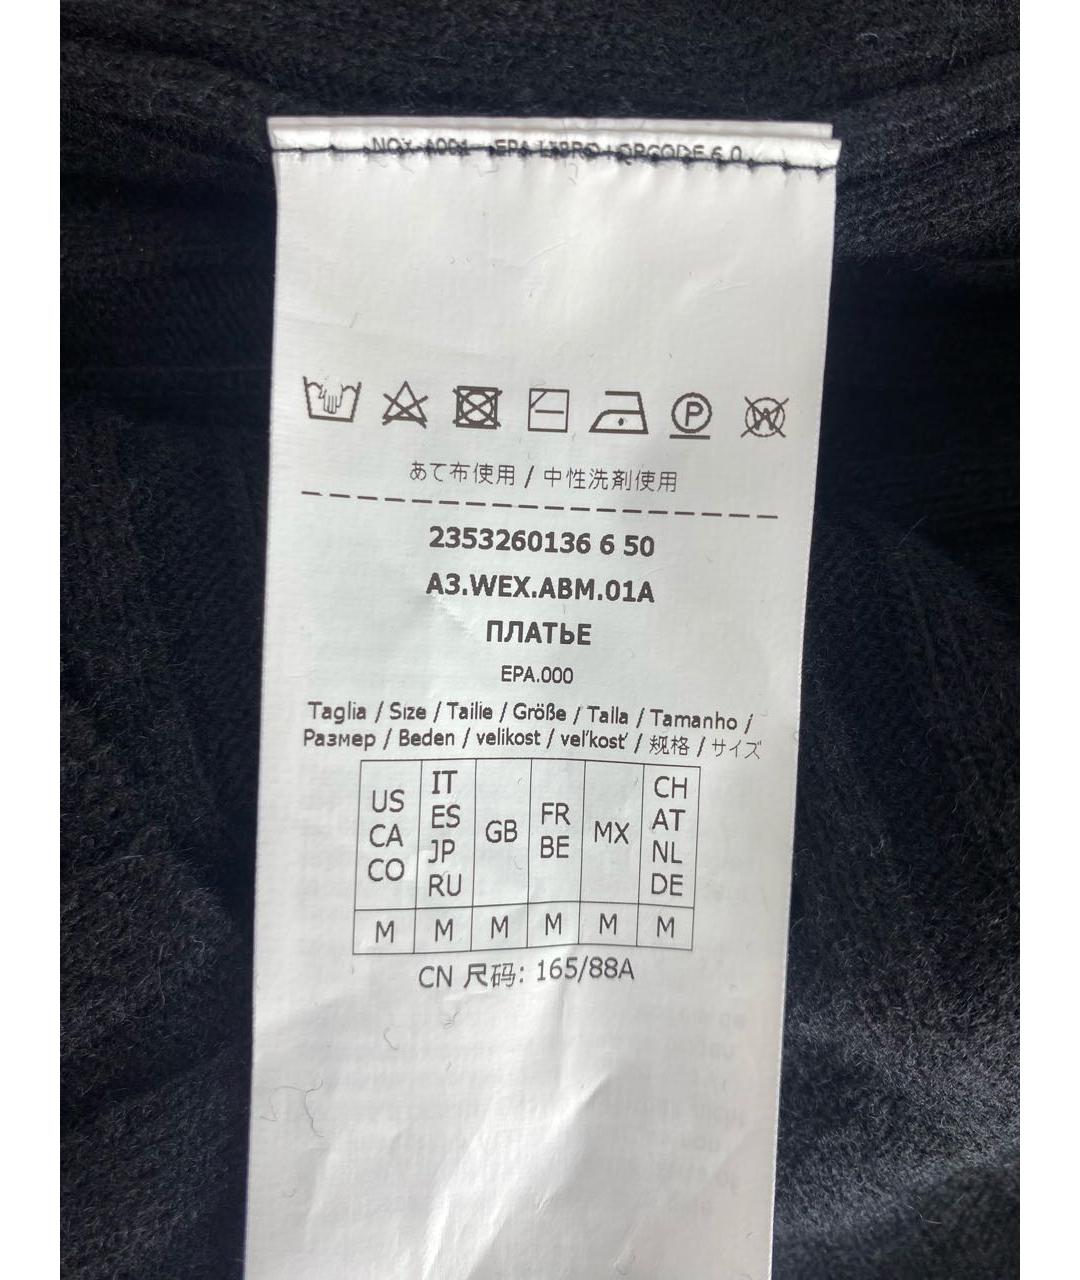 あて布使用 / 中性洗剤使用
2353260136 6 50
A3.WEX.ABM.01A
ПЛАТЬЕ
EPA.000
Taglia / Size / Tailie / Größe / Talla / Tamanho /
Размер / Beden / velikost / veľkosť / 规格 / サイズ
US CA CO IT ES JP RU GB FR BE MX CH AT NL DE
M M M M M M
CN 尺码: 165/88A